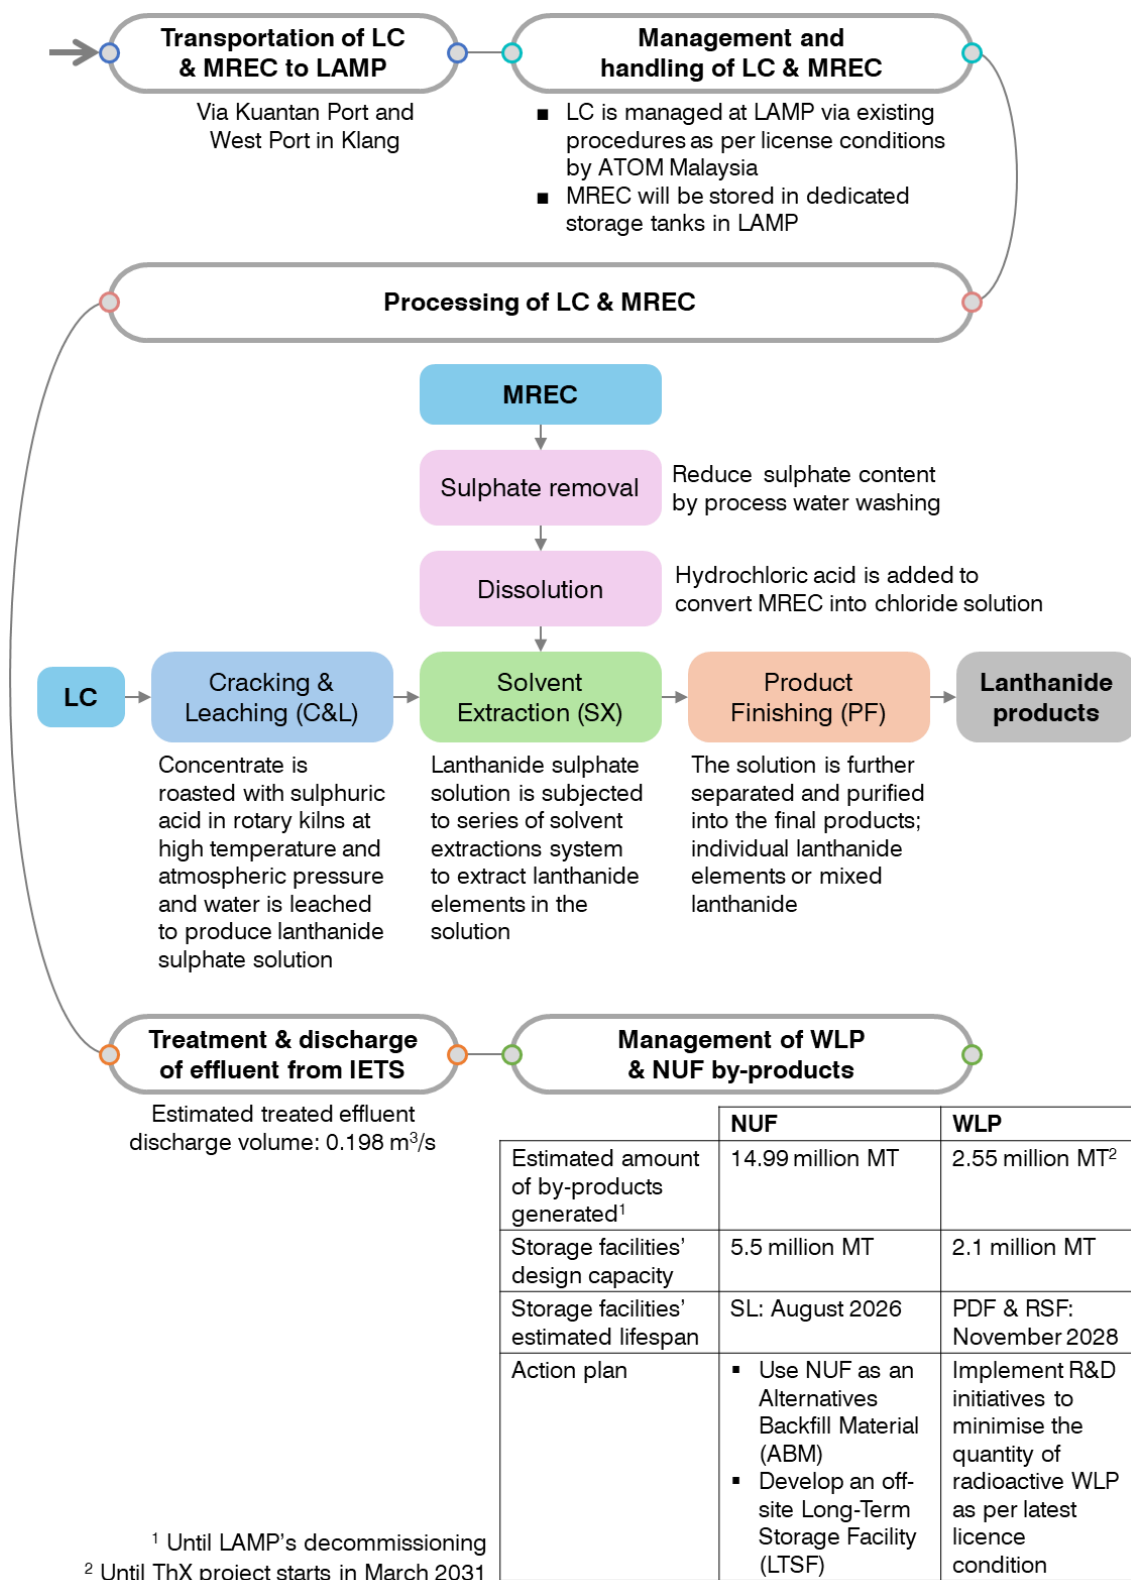 Transportation of LC
& MREC to LAMP
Via Kuantan Port and
West Port in Klang
Management and
handling of LC & MREC
▪ LC is managed at LAMP via existing
procedures as per license conditions
by ATOM Malaysia
▪ MREC will be stored in dedicated
storage tanks in LAMP
Processing of LC & MREC
MREC
Sulphate removal
Reduce sulphate content
by process water washing
Dissolution
Hydrochloric acid is added to
convert MREC into chloride solution
LC
Cracking &
Leaching (C&L)
Concentrate is
roasted with sulphuric
acid in rotary kilns at
high temperature and
atmospheric pressure
and water is leached
to produce lanthanide
sulphate solution
Solvent
Extraction (SX)
Lanthanide sulphate
solution is subjected
to series of solvent
extractions system
to extract lanthanide
elements in the
solution
Product
Finishing (PF)
The solution is further
separated and purified
into the final products;
individual lanthanide
elements or mixed
lanthanide
Lanthanide
products
Treatment & discharge
of effluent from IETS
Estimated treated effluent
discharge volume: 0.198 m³/s
Management of WLP
& NUF by-products
NUF
WLP
Estimated amount
of by-products
generated¹
14.99 million MT
2.55 million MT²
Storage facilities'
design capacity
5.5 million MT
2.1 million MT
Storage facilities'
estimated lifespan
SL: August 2026
PDF & RSF:
November 2028
Action plan
▪ Use NUF as an
Alternatives
Backfill Material
(ABM)
▪ Develop an off-
site Long-Term
Storage Facility
(LTSF)
Implement R&D
initiatives to
minimise the
quantity of
radioactive WLP
as per latest
licence
condition
¹ Until LAMP's decommissioning
² Until ThX project starts in March 2031